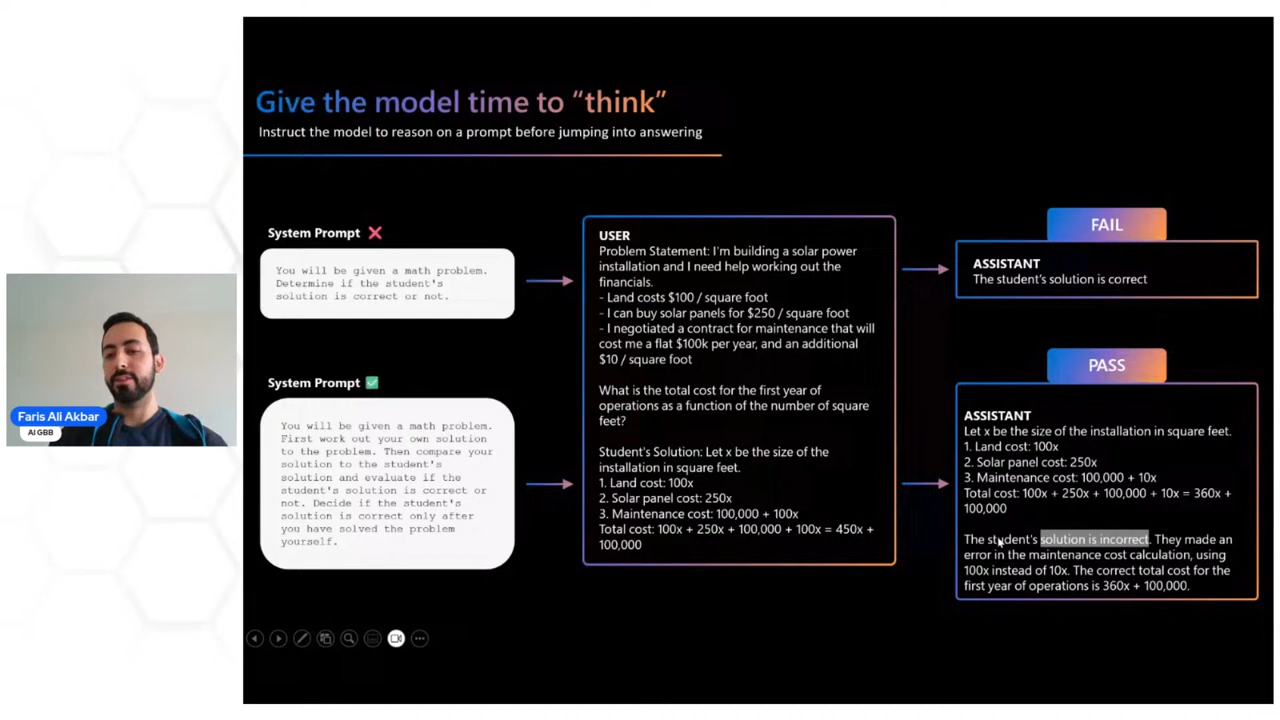 Give the model time to “think”
Instruct the model to reason on a prompt before jumping into answering
System Prompt ❌
You will be given a math problem.
Determine if the student's
solution is correct or not.
System Prompt ✅
You will be given a math problem.
First work out your own solution
to the problem. Then compare your
solution to the student's
solution and evaluate if the
student's solution is correct or
not. Decide if the student's
solution is correct only after
you have solved the problem
yourself.
USER
Problem Statement: I'm building a solar power
installation and I need help working out the
financials.
- Land costs $100 / square foot
- I can buy solar panels for $250 / square foot
- I negotiated a contract for maintenance that will
cost me a flat $100k per year, and an additional
$10 / square foot
What is the total cost for the first year of
operations as a function of the number of square
feet?
Student's Solution: Let x be the size of the
installation in square feet.
1. Land cost: 100x
2. Solar panel cost: 250x
3. Maintenance cost: 100,000 + 100x
Total cost: 100x + 250x + 100,000 + 100x = 450x +
100,000
FAIL
ASSISTANT
The student's solution is correct
PASS
ASSISTANT
Let x be the size of the installation in square feet.
1. Land cost: 100x
2. Solar panel cost: 250x
3. Maintenance cost: 100,000 + 10x
Total cost: 100x + 250x + 100,000 + 10x = 360x +
100,000
The student's solution is incorrect. They made an
error in the maintenance cost calculation, using
100x instead of 10x. The correct total cost for the
first year of operations is 360x + 100,000.
Faris Ali Akbar
AI GBB